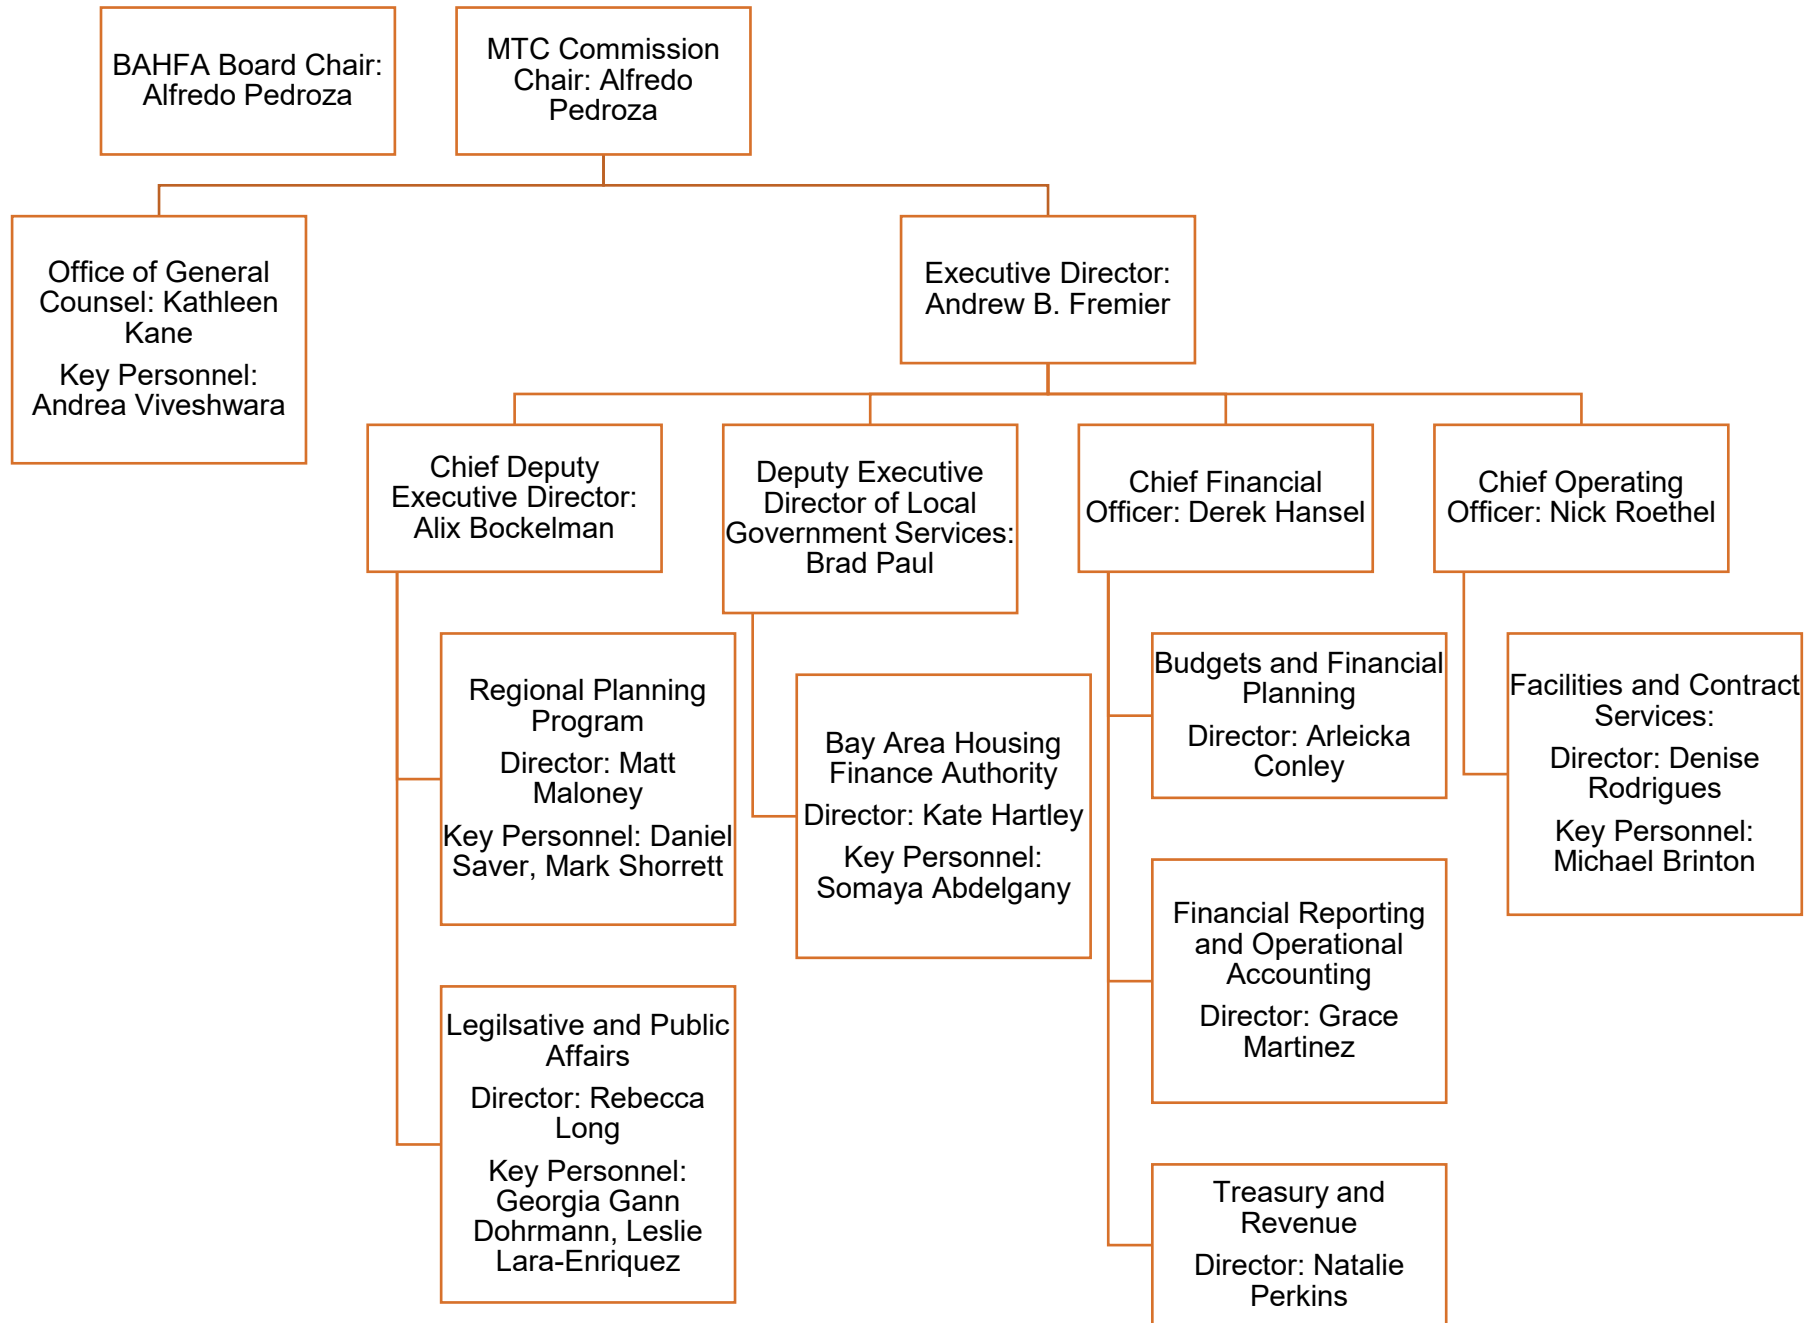 BAHFA Board Chair:
Alfredo Pedroza
MTC Commission
Chair: Alfredo
Pedroza
Office of General
Counsel: Kathleen
Kane
Key Personnel:
Andrea Viveshwara
Executive Director:
Andrew B. Fremier
Chief Deputy
Executive Director:
Alix Bockelman
Regional Planning
Program
Director: Matt
Maloney
Key Personnel: Daniel
Saver, Mark Shorrett
Legilsative and Public
Affairs
Director: Rebecca
Long
Key Personnel:
Georgia Gann
Dohrmann, Leslie
Lara-Enriquez
Deputy Executive
Director of Local
Government Services:
Brad Paul
Bay Area Housing
Finance Authority
Director: Kate Hartley
Key Personnel:
Somaya Abdelgany
Chief Financial
Officer: Derek Hansel
Budgets and Financial
Planning
Director: Arleicka
Conley
Financial Reporting
and Operational
Accounting
Director: Grace
Martinez
Treasury and
Revenue
Director: Natalie
Perkins
Chief Operating
Officer: Nick Roethel
Facilities and Contract
Services:
Director: Denise
Rodrigues
Key Personnel:
Michael Brinton